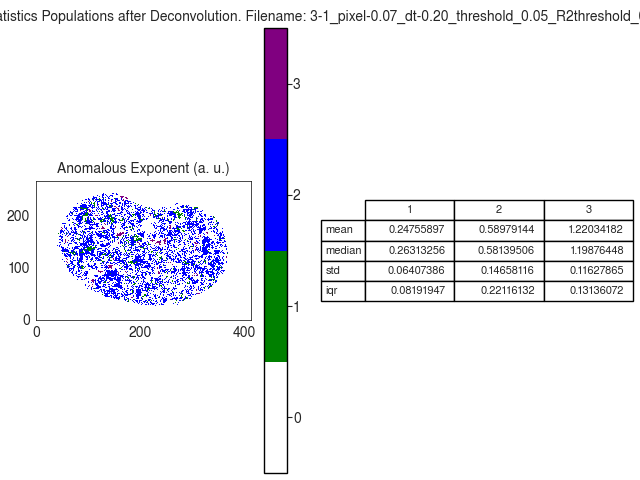 atistics Populations after Deconvolution. Filename: 3-1_pixel-0.07_dt-0.20_threshold_0.05_R2threshold_0
Anomalous Exponent (a. u.)
200
100
0
0 200 400
3
2
1
0
1 2 3
mean 0.24755897 0.58979144 1.22034182
median 0.26313256 0.58139506 1.19876448
std 0.06407386 0.14658116 0.11627865
iqr 0.08191947 0.22116132 0.13136072